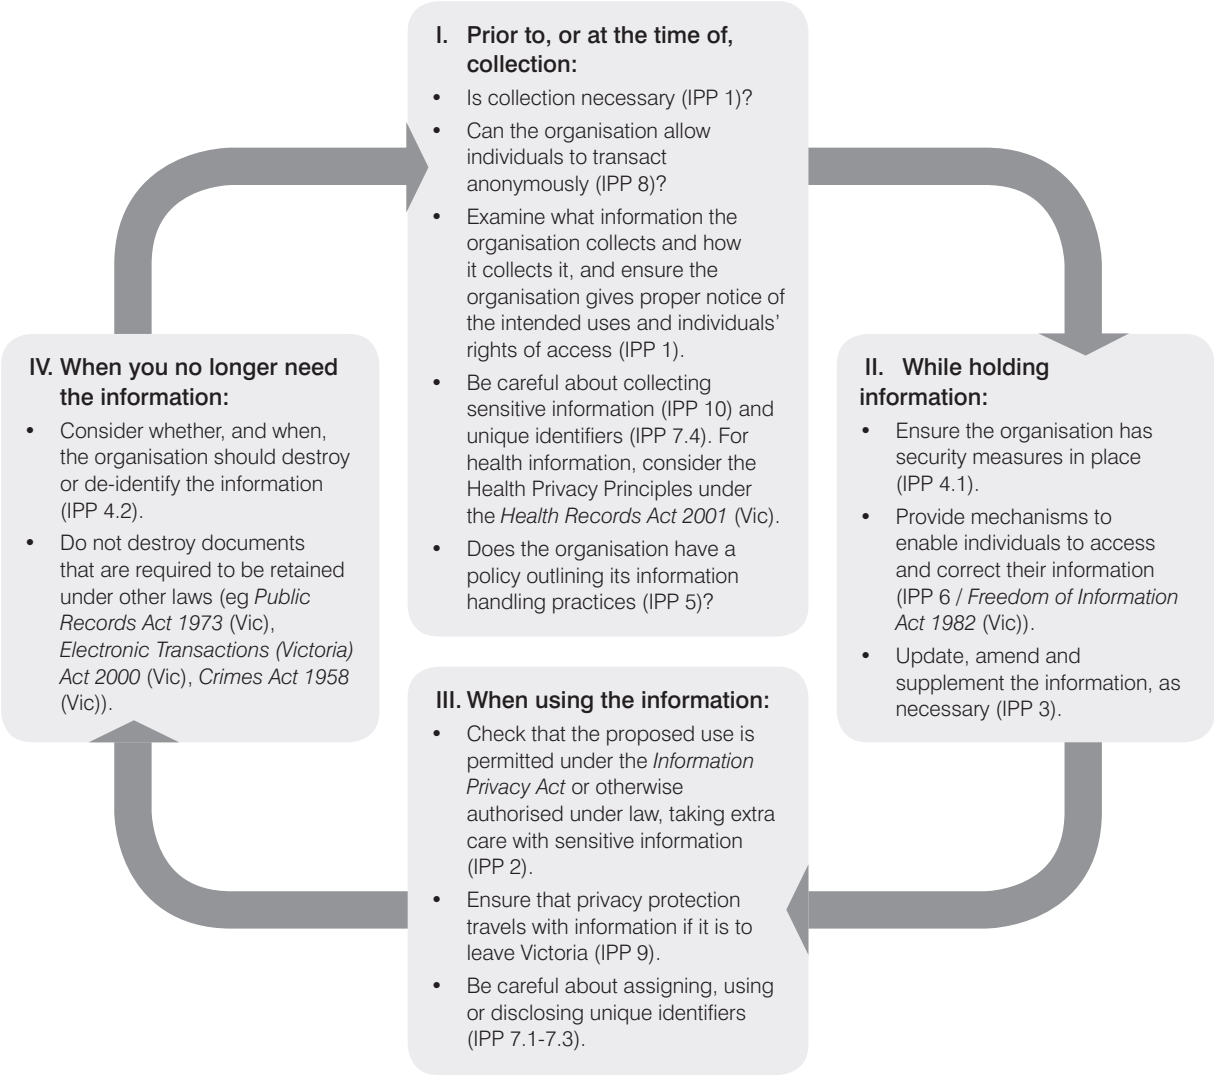 I. Prior to, or at the time of,
collection:
• Is collection necessary (IPP 1)?
• Can the organisation allow
individuals to transact
anonymously (IPP 8)?
• Examine what information the
organisation collects and how
it collects it, and ensure the
organisation gives proper notice of
the intended uses and individuals’
rights of access (IPP 1).
• Be careful about collecting
sensitive information (IPP 10) and
unique identifiers (IPP 7.4). For
health information, consider the
Health Privacy Principles under
the Health Records Act 2001 (Vic).
• Does the organisation have a
policy outlining its information
handling practices (IPP 5)?
II. While holding
information:
• Ensure the organisation has
security measures in place
(IPP 4.1).
• Provide mechanisms to
enable individuals to access
and correct their information
(IPP 6 / Freedom of Information
Act 1982 (Vic)).
• Update, amend and
supplement the information, as
necessary (IPP 3).
III. When using the information:
• Check that the proposed use is
permitted under the Information
Privacy Act or otherwise
authorised under law, taking extra
care with sensitive information
(IPP 2).
• Ensure that privacy protection
travels with information if it is to
leave Victoria (IPP 9).
• Be careful about assigning, using
or disclosing unique identifiers
(IPP 7.1-7.3).
IV. When you no longer need
the information:
• Consider whether, and when,
the organisation should destroy
or de-identify the information
(IPP 4.2).
• Do not destroy documents
that are required to be retained
under other laws (eg Public
Records Act 1973 (Vic),
Electronic Transactions (Victoria)
Act 2000 (Vic), Crimes Act 1958
(Vic)).